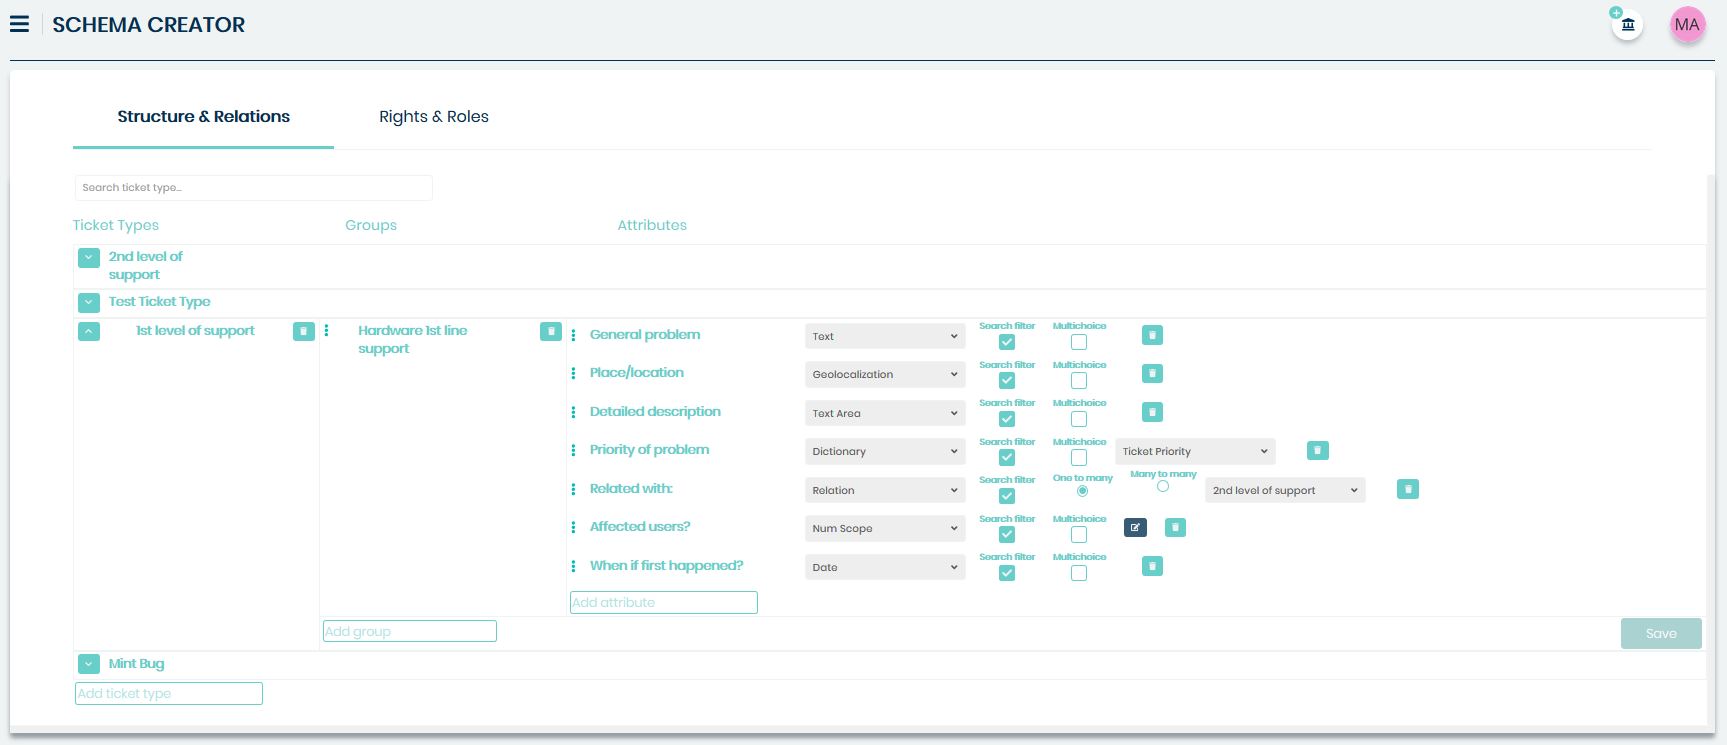 SCHEMA CREATOR
MA
Structure & Relations
Rights & Roles
Search ticket type...
Ticket Types
Groups
Attributes
2nd level of
support
Test Ticket Type
1st level of support
Hardware 1st line
support
General problem
Text
Search filter
Multichoice
Place/location
Geolocalization
Search filter
Multichoice
Detailed description
Text Area
Search filter
Multichoice
Priority of problem
Dictionary
Search filter
Multichoice
Ticket Priority
Related with:
Relation
Search filter
One to many
Many to many
2nd level of support
Affected users?
Num Scope
Search filter
Multichoice
When if first happened?
Date
Search filter
Multichoice
Add attribute
Add group
Save
Mint Bug
Add ticket type